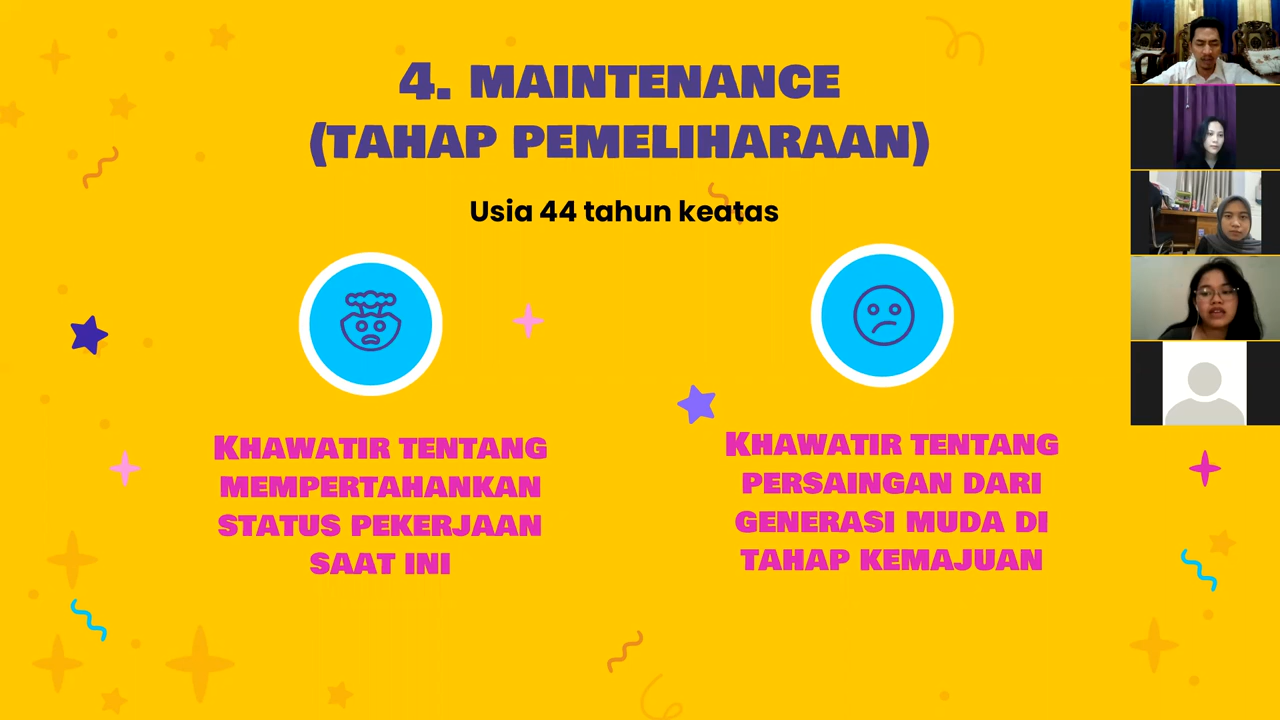 4. MAINTENANCE
(TAHAP PEMELIHARAAN)
Usia 44 tahun keatas
KHAWATIR TENTANG
MEMPERTAHANKAN
STATUS PEKERJAAN
SAAT INI
KHAWATIR TENTANG
PERSAINGAN DARI
GENERASI MUDA DI
TAHAP KEMAJUAN